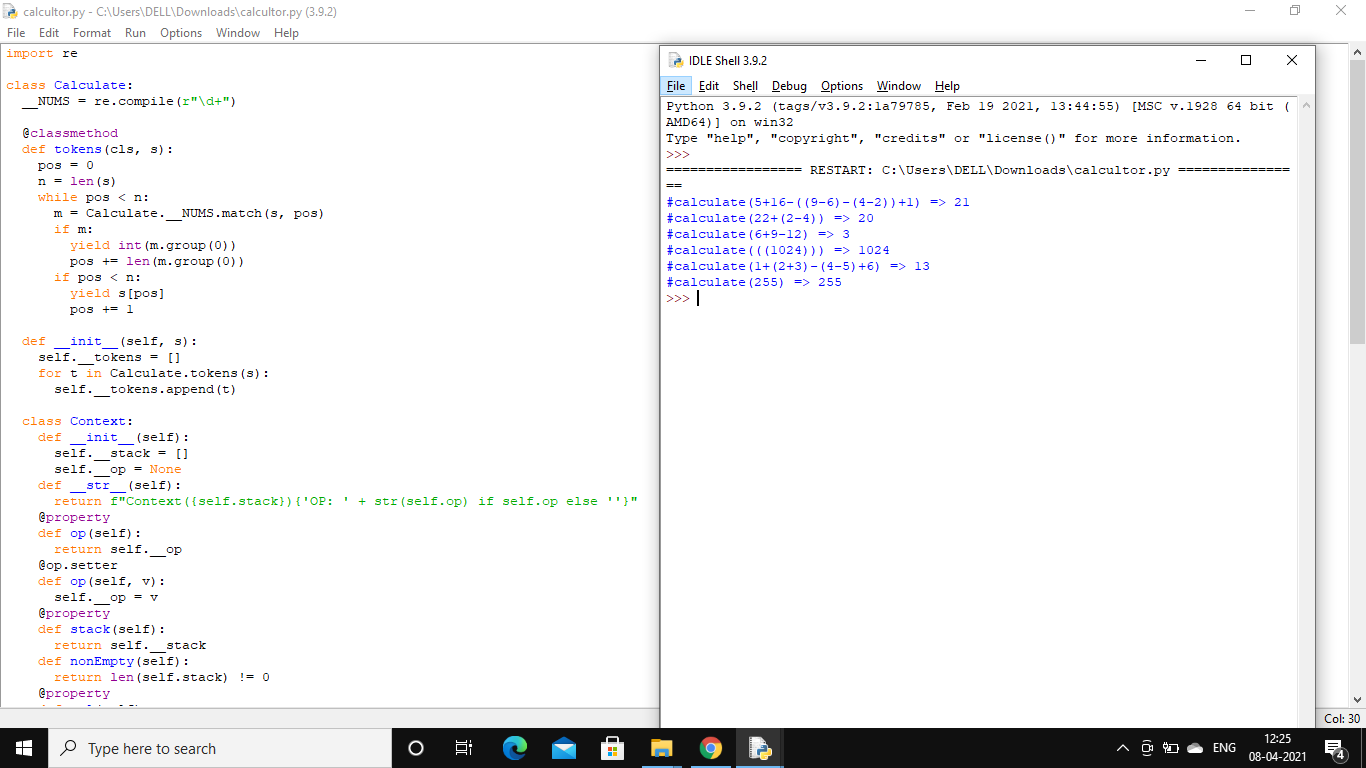 calcultor.py - C:\Users\DELL\Downloads\calcultor.py (3.9.2)
File Edit Format Run Options Window Help
import re
class Calculate:
  __NUMS = re.compile(r"\d+")
  @classmethod
  def tokens(cls, s):
    pos = 0
    n = len(s)
    while pos < n:
      m = Calculate.__NUMS.match(s, pos)
      if m:
        yield int(m.group(0))
        pos += len(m.group(0))
      if pos < n:
        yield s[pos]
        pos += 1
  def __init__(self, s):
    self.__tokens = []
    for t in Calculate.tokens(s):
      self.__tokens.append(t)
  class Context:
    def __init__(self):
      self.__stack = []
      self.__op = None
    def __str__(self):
      return f"Context({self.stack}){'OP: ' + str(self.op) if self.op else ''}"
    @property
    def op(self):
      return self.__op
    @op.setter
    def op(self, v):
      self.__op = v
    @property
    def stack(self):
      return self.__stack
    def nonEmpty(self):
      return len(self.stack) != 0
    @property
IDLE Shell 3.9.2
File Edit Shell Debug Options Window Help
Python 3.9.2 (tags/v3.9.2:1a79785, Feb 19 2021, 13:44:55) [MSC v.1928 64 bit (
AMD64)] on win32
Type "help", "copyright", "credits" or "license()" for more information.
>>>
================= RESTART: C:\Users\DELL\Downloads\calcultor.py ==============
==
#calculate(5+16-((9-6)-(4-2))+1) => 21
#calculate(22+(2-4)) => 20
#calculate(6+9-12) => 3
#calculate(((1024))) => 1024
#calculate(1+(2+3)-(4-5)+6) => 13
#calculate(255) => 255
>>>
Col: 30
Type here to search
ENG
12:25
08-04-2021
4